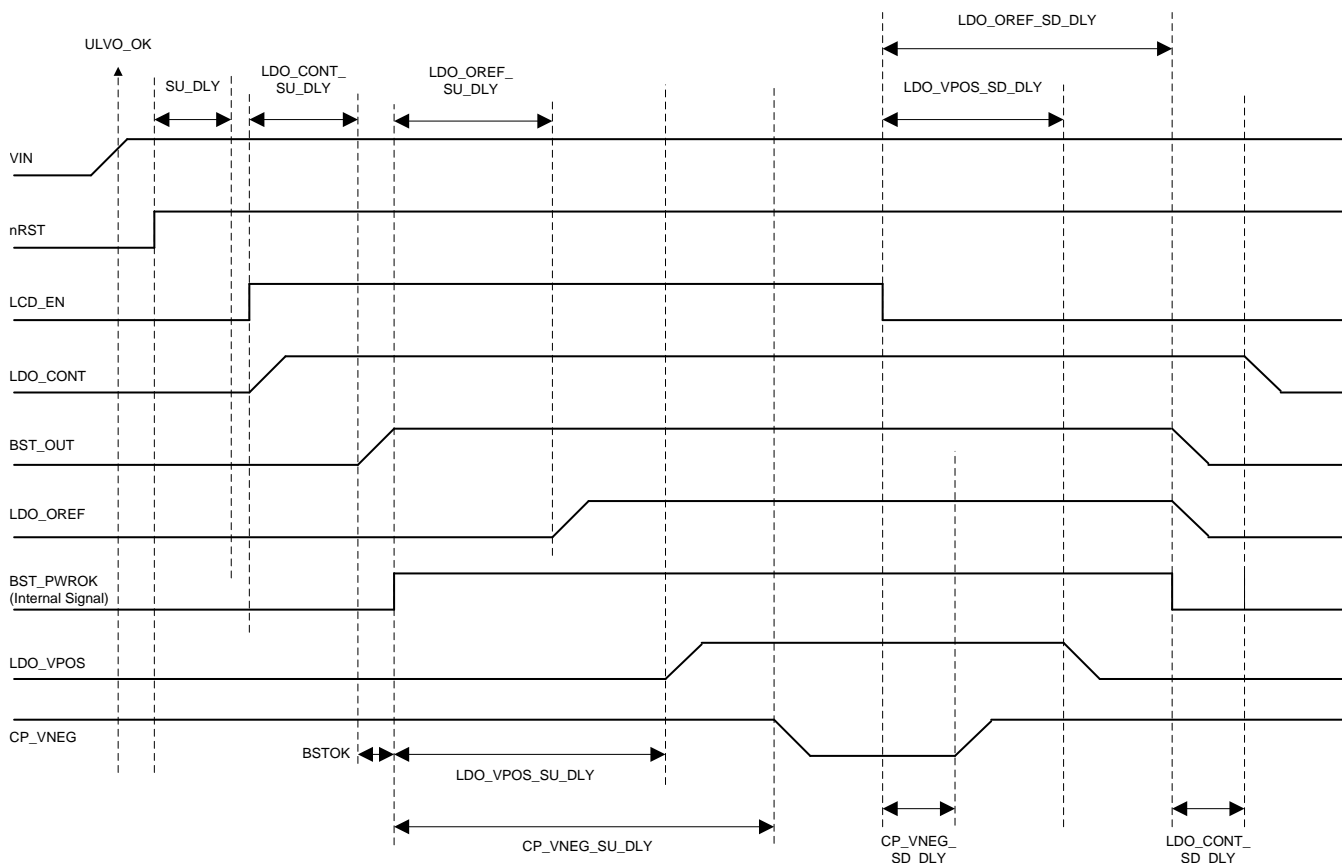 LDO_OREF_SD_DLY
ULVO_OK
SU_DLY
LDO_CONT_
SU_DLY
LDO_OREF_
SU_DLY
LDO_VPOS_SD_DLY
VIN
nRST
LCD_EN
LDO_CONT
BST_OUT
LDO_OREF
BST_PWROK
(Internal Signal)
LDO_VPOS
CP_VNEG
BSTOK
LDO_VPOS_SU_DLY
CP_VNEG_SU_DLY
CP_VNEG_
SD_DLY
LDO_CONT_
SD_DLY